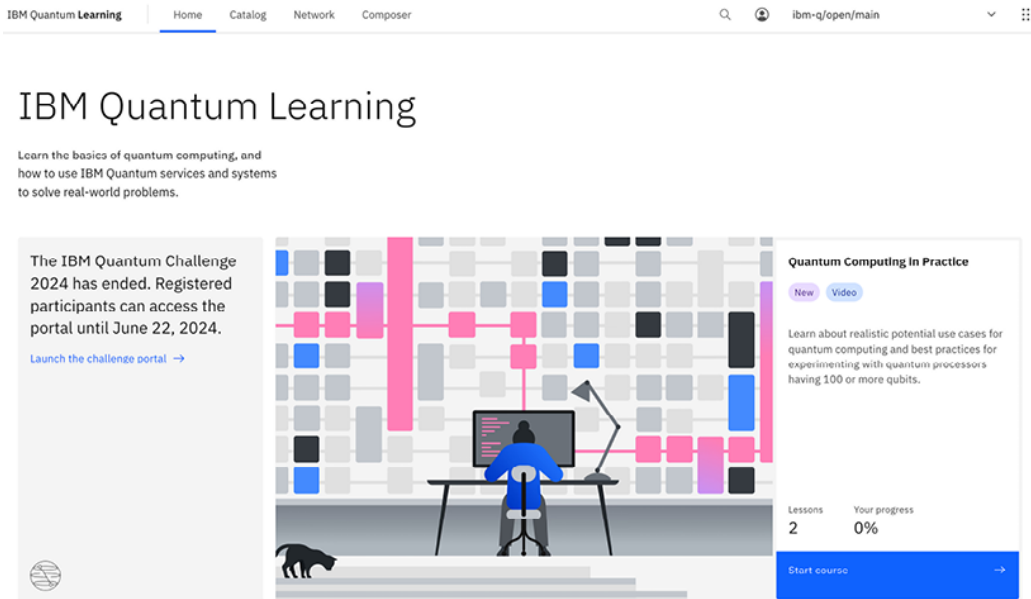 IBM Quantum Learning
Home
Catalog
Network
Composer
ibm-q/open/main
IBM Quantum Learning
Learn the basics of quantum computing, and
how to use IBM Quantum services and systems
to solve real-world problems.
The IBM Quantum Challenge
2024 has ended. Registered
participants can access the
portal until June 22, 2024.
Launch the challenge portal →
Quantum Computing in Practice
New
Video
Learn about realistic potential use cases for
quantum computing and best practices for
experimenting with quantum processors
having 100 or more qubits.
Lessons
Your progress
2
0%
Start course →